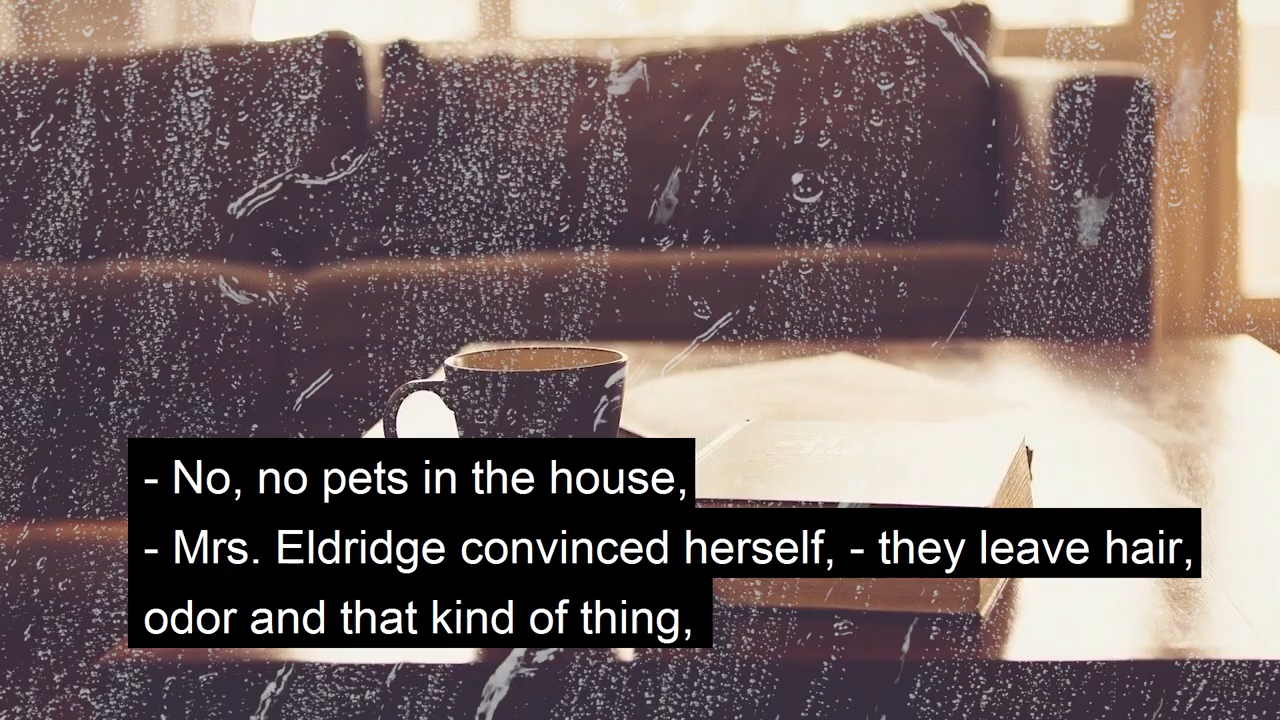 - No, no pets in the house,
- Mrs. Eldridge convinced herself, - they leave hair,
odor and that kind of thing,